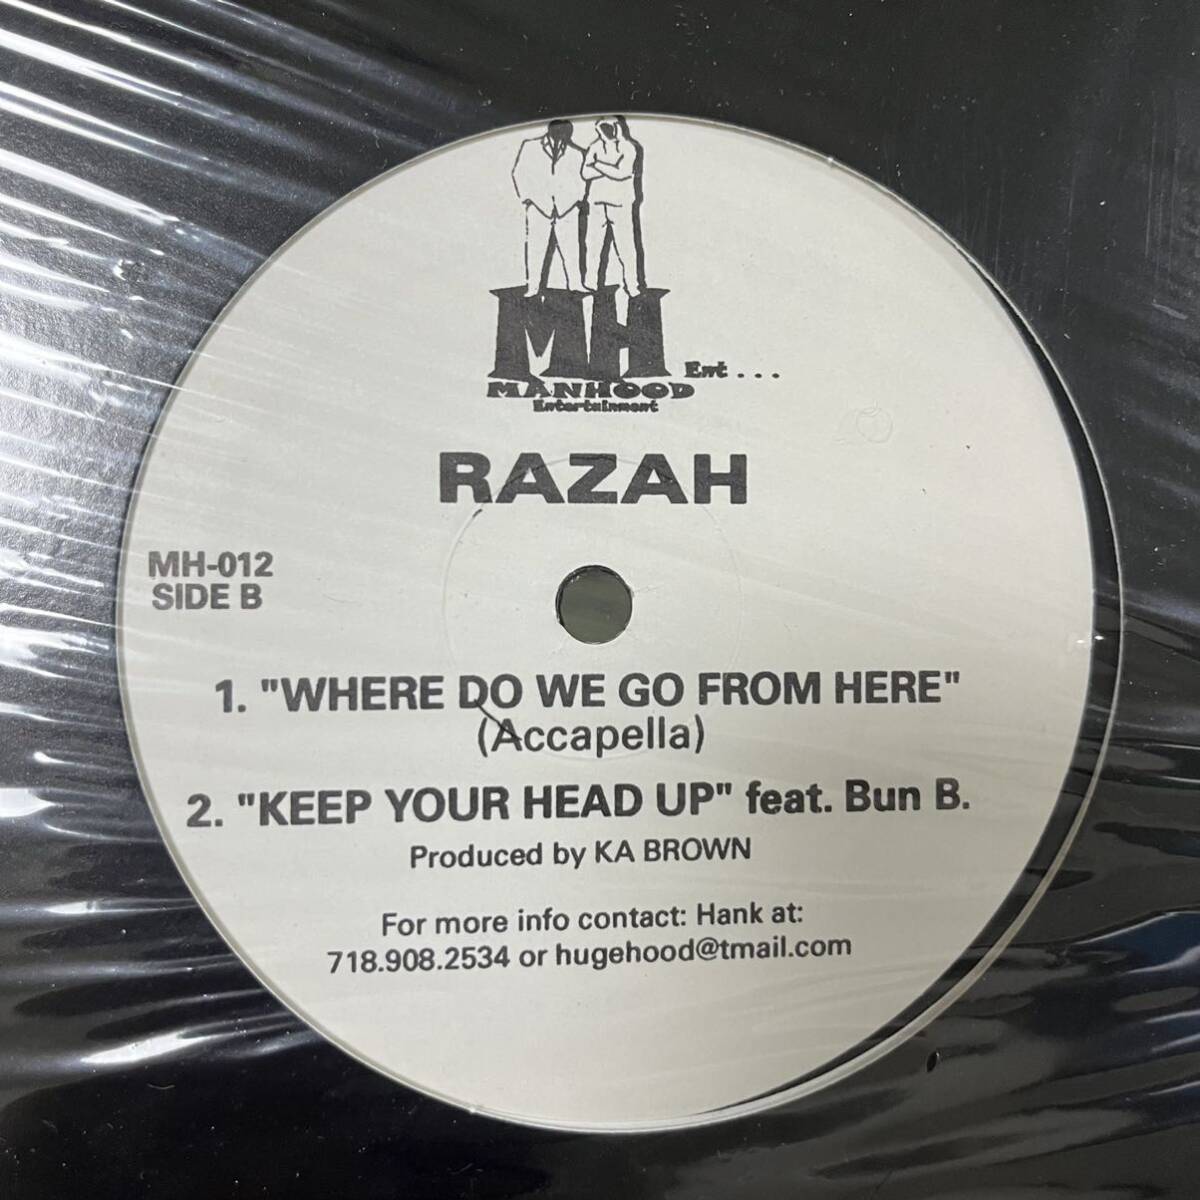 MH Ent...
MANHOOD
Entertainment
RAZAH
MH-012
SIDE B
1. "WHERE DO WE GO FROM HERE"
(Accapella)
2. "KEEP YOUR HEAD UP" feat. Bun B.
Produced by KA BROWN
For more info contact: Hank at:
718.908.2534 or hugehood@tmail.com